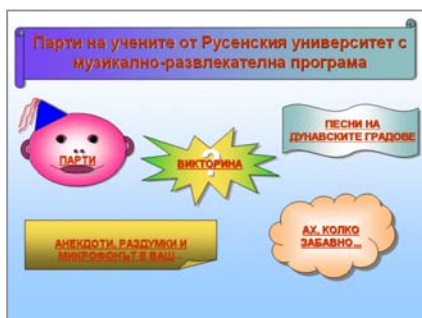 Парти на учените от Русенския университет с
музикално-развлекателна програма
ПАРТИ
?
ВИКТОРИНА
ПЕСНИ НА
ДУНАВСКИТЕ ГРАДОВЕ
АНЕКДОТИ, РАЗДУМКИ И
МИКРОФОНЪТ Е ВАШ...
АХ, КОЛКО
ЗАБАВНО...